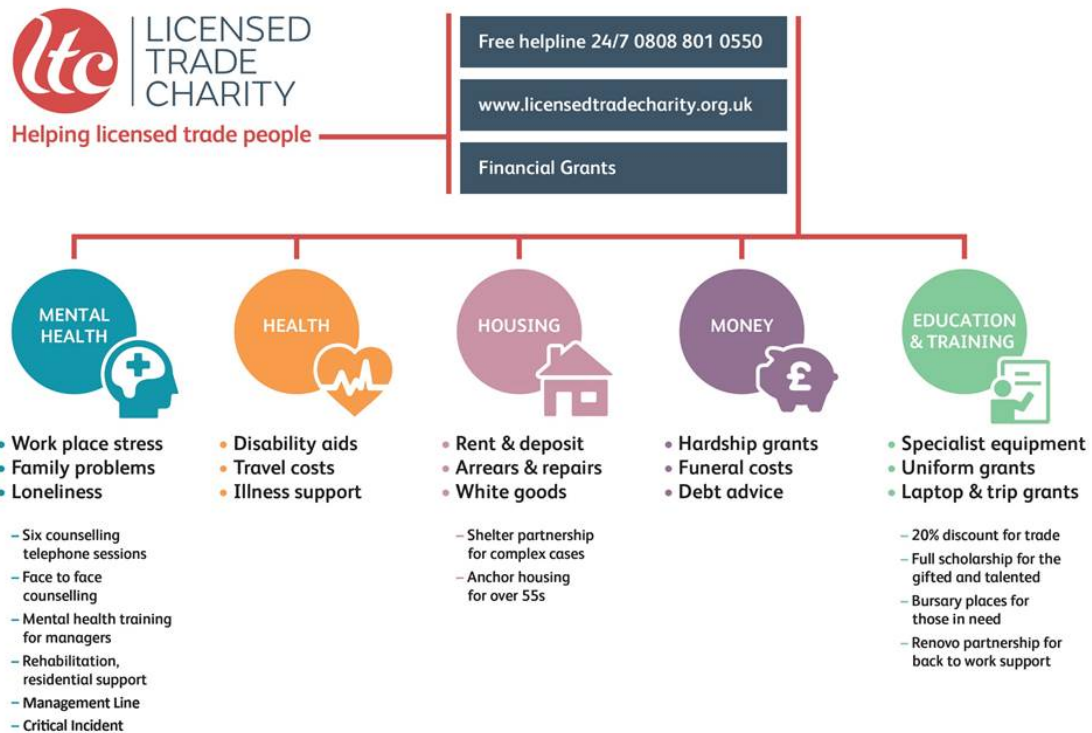 ltc
LICENSED
TRADE
CHARITY
Helping licensed trade people
Free helpline 24/7 0808 801 0550
www.licensedtradecharity.org.uk
Financial Grants
MENTAL
HEALTH
• Work place stress
• Family problems
• Loneliness
– Six counselling
telephone sessions
– Face to face
counselling
– Mental health training
for managers
– Rehabilitation,
residential support
– Management Line
– Critical Incident
HEALTH
• Disability aids
• Travel costs
• Illness support
HOUSING
• Rent & deposit
• Arrears & repairs
• White goods
– Shelter partnership
for complex cases
– Anchor housing
for over 55s
MONEY
£
• Hardship grants
• Funeral costs
• Debt advice
EDUCATION
& TRAINING
• Specialist equipment
• Uniform grants
• Laptop & trip grants
– 20% discount for trade
– Full scholarship for the
gifted and talented
– Bursary places for
those in need
– Renovo partnership for
back to work support